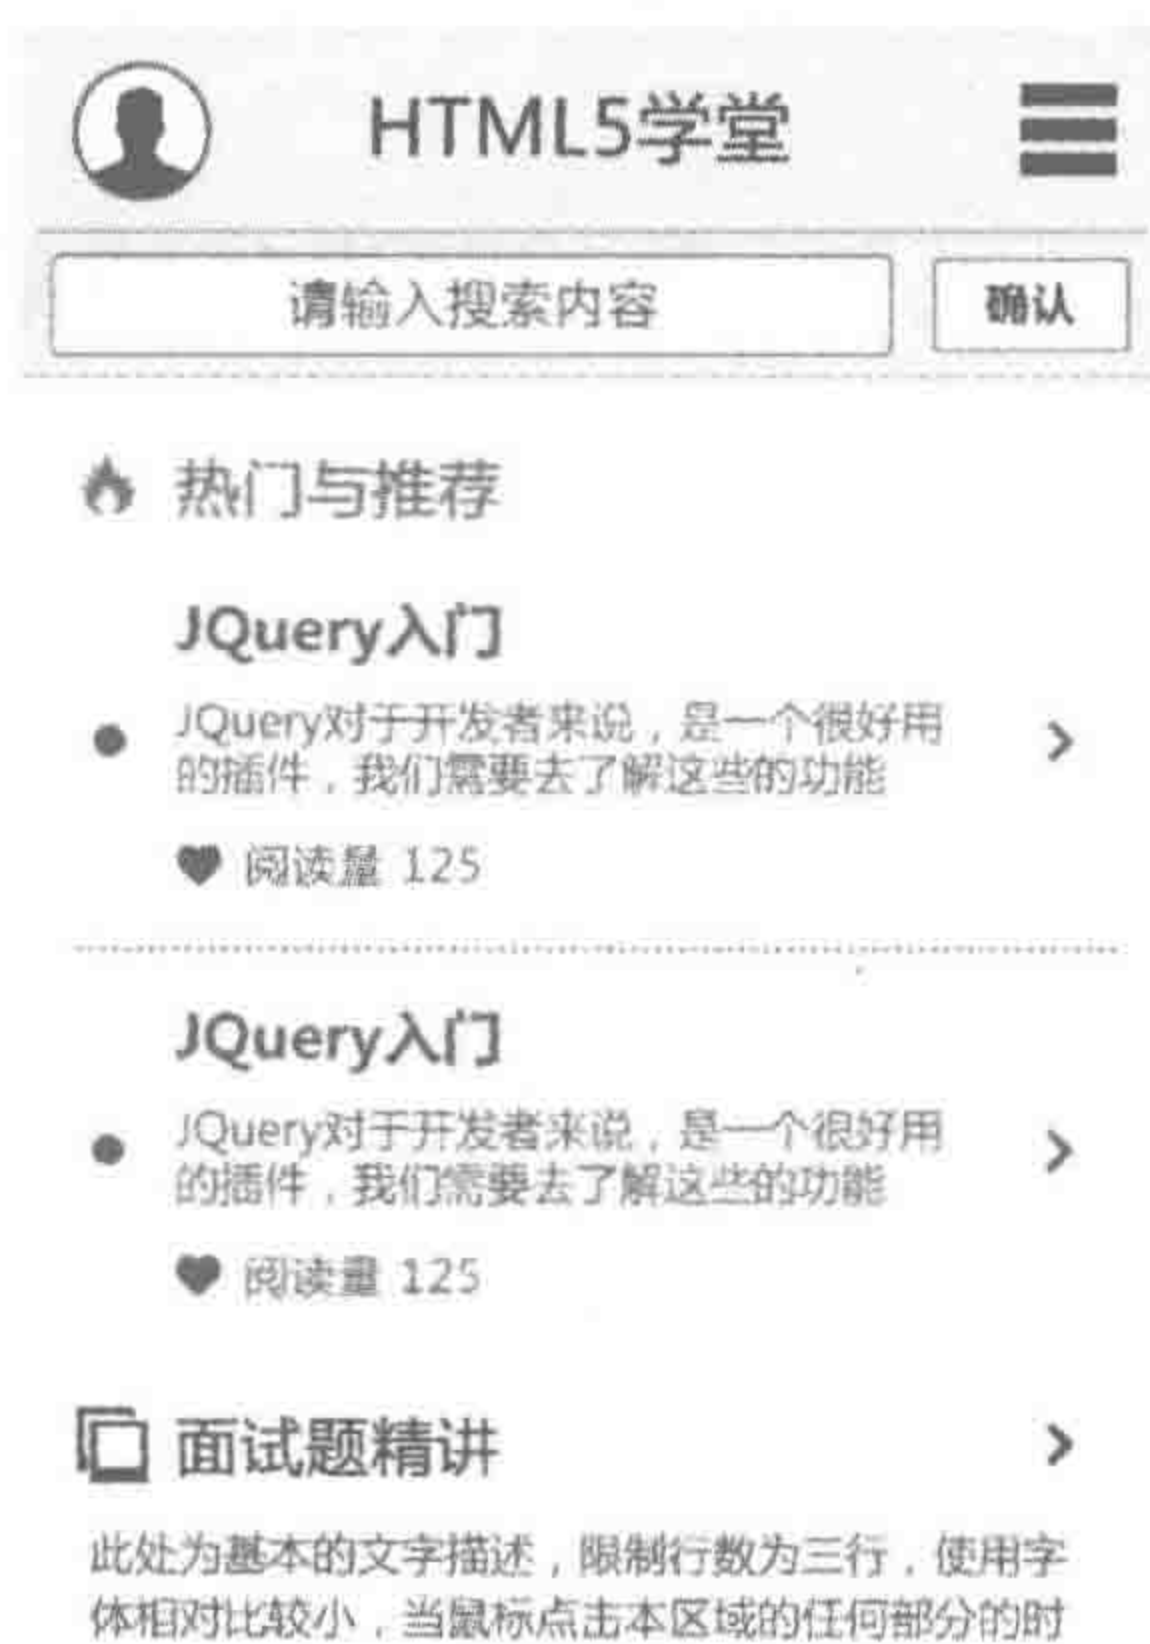 HTML5学堂
请输入搜索内容
确认
热门与推荐
JQuery入门
JQuery对于开发者来说，是一个很好用
的插件，我们需要去了解这些的功能
阅读量 125
JQuery入门
JQuery对于开发者来说，是一个很好用
的插件，我们需要去了解这些的功能
阅读量 125
面试题精讲
此处为基本的文字描述，限制行数为三行，使用字
体相对比较小，当鼠标点击本区域的任何部分的时